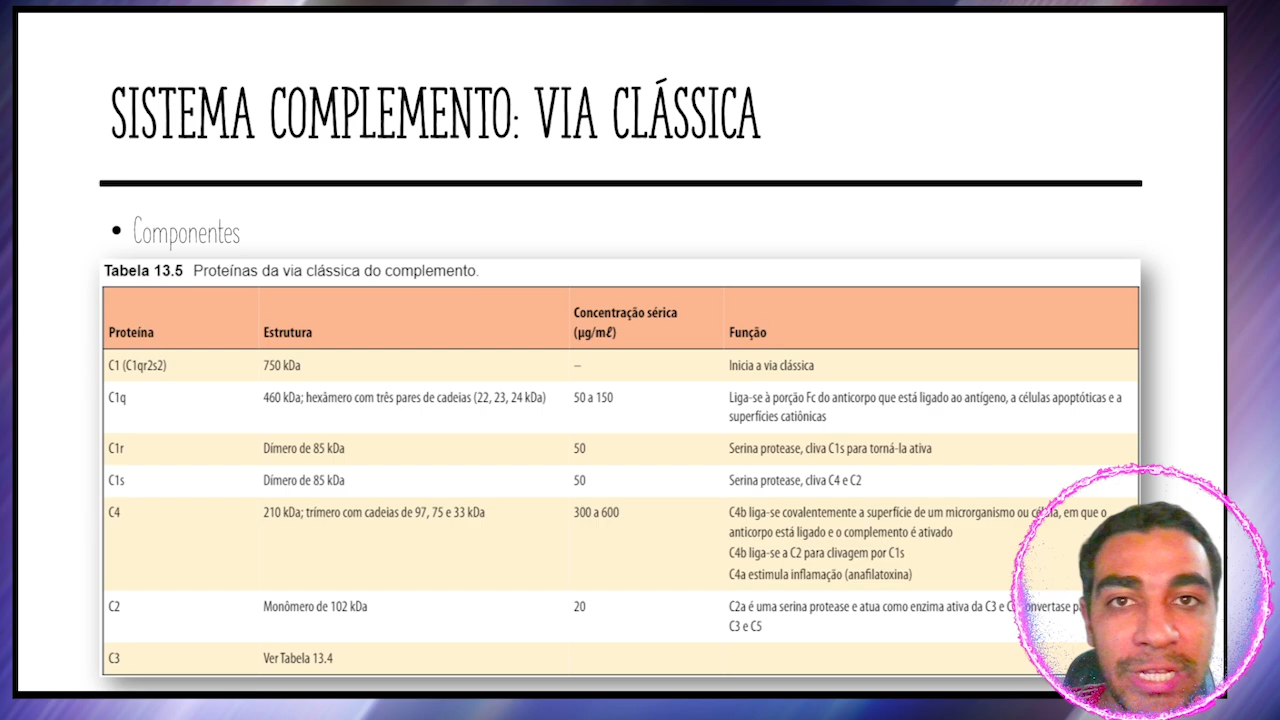 SISTEMA COMPLEMENTO: VIA CLÁSSICA
• Componentes
Tabela 13.5 Proteínas da via clássica do complemento.
Proteína Estrutura Concentração sérica (µg/mℓ) Função
C1 (C1qr2s2) 750 kDa – Inicia a via clássica
C1q 460 kDa; hexâmero com três pares de cadeias (22, 23, 24 kDa) 50 a 150 Liga-se à porção Fc do anticorpo que está ligado ao antígeno, a células apoptóticas e a
superfícies catiônicas
C1r Dímero de 85 kDa 50 Serina protease, cliva C1s para torná-la ativa
C1s Dímero de 85 kDa 50 Serina protease, cliva C4 e C2
C4 210 kDa; trímero com cadeias de 97, 75 e 33 kDa 300 a 600 C4b liga-se covalentemente a superfície de um microrganismo ou célula, em que o
anticorpo está ligado e o complemento é ativado
C4b liga-se a C2 para clivagem por C1s
C4a estimula inflamação (anafilatoxina)
C2 Monômero de 102 kDa 20 C2a é uma serina protease e atua como enzima ativa da C3 e
C3 e C5
C3 Ver Tabela 13.4